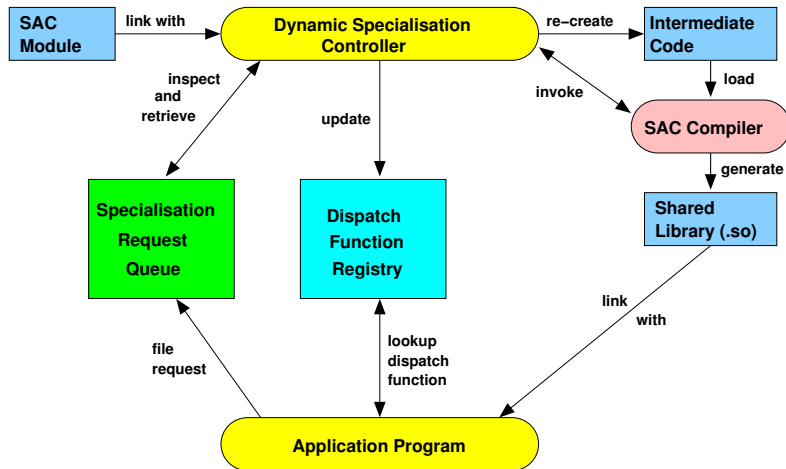 SAC
Module
link with
Dynamic Specialisation
Controller
re-create
Intermediate
Code
inspect
and
retrieve
update
invoke
load
SAC Compiler
generate
Specialisation
Request
Queue
Dispatch
Function
Registry
Shared
Library (.so)
link
with
file
request
lookup
dispatch
function
Application Program